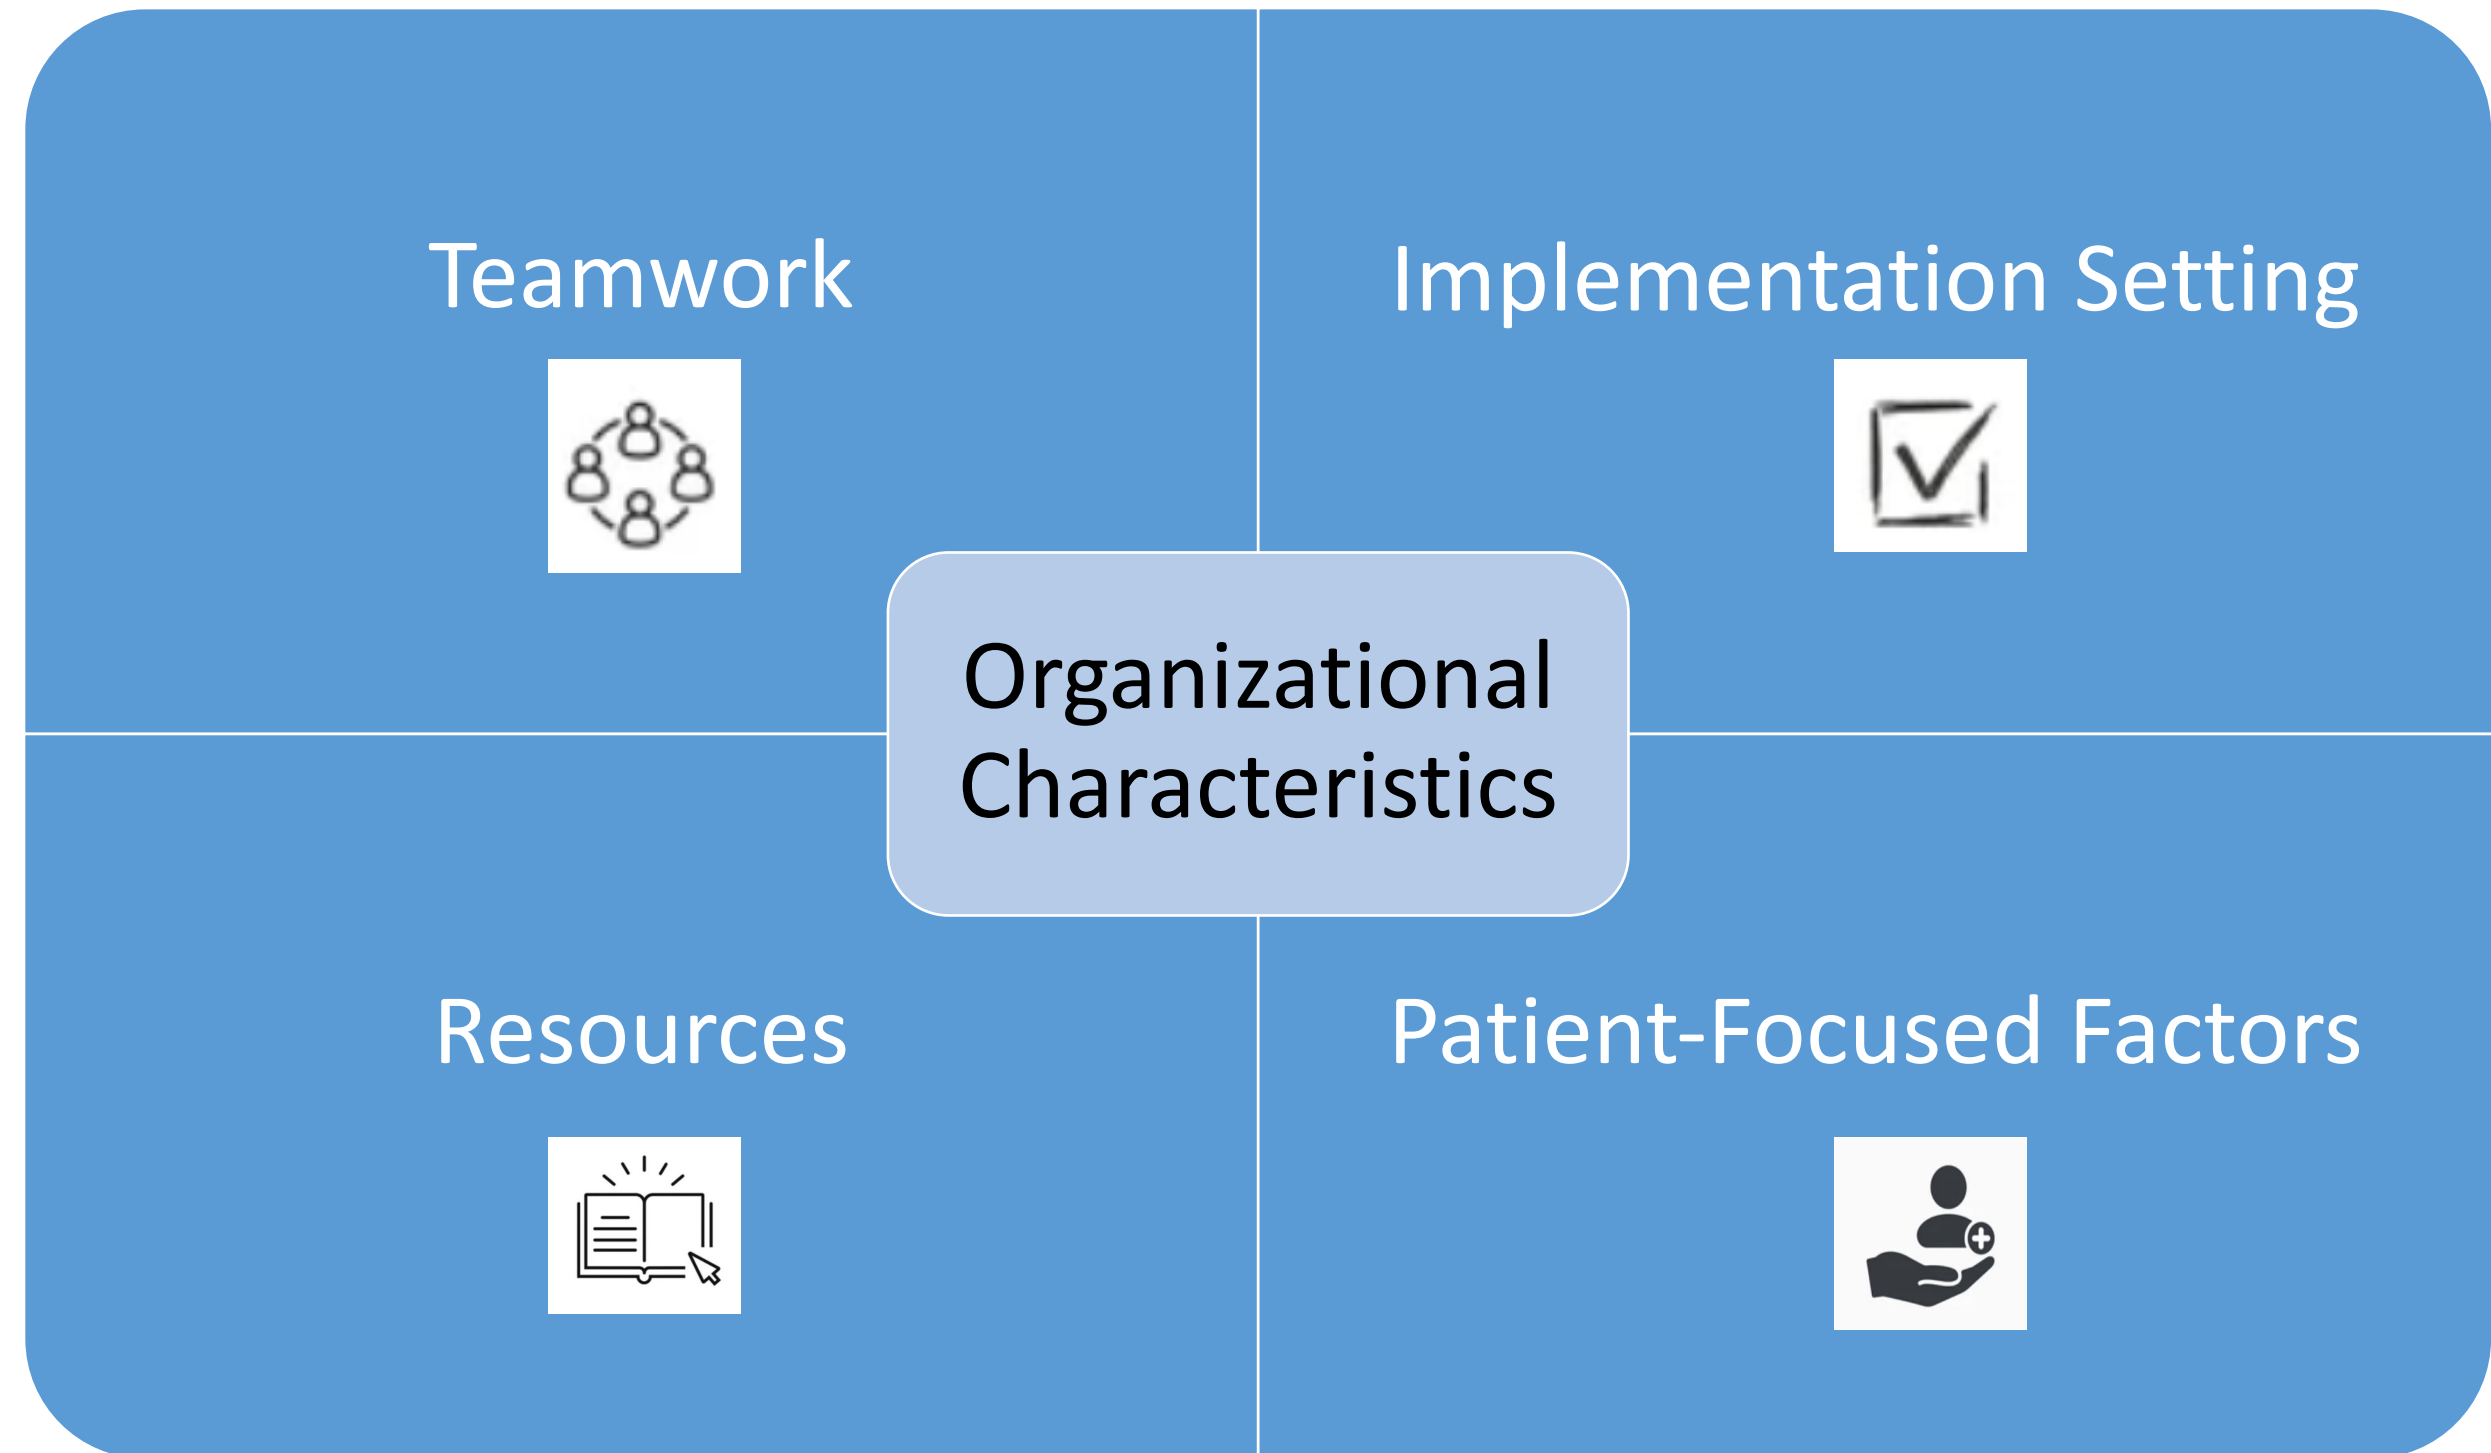 Teamwork
Implementation Setting
Organizational
Characteristics
Resources
Patient-Focused Factors